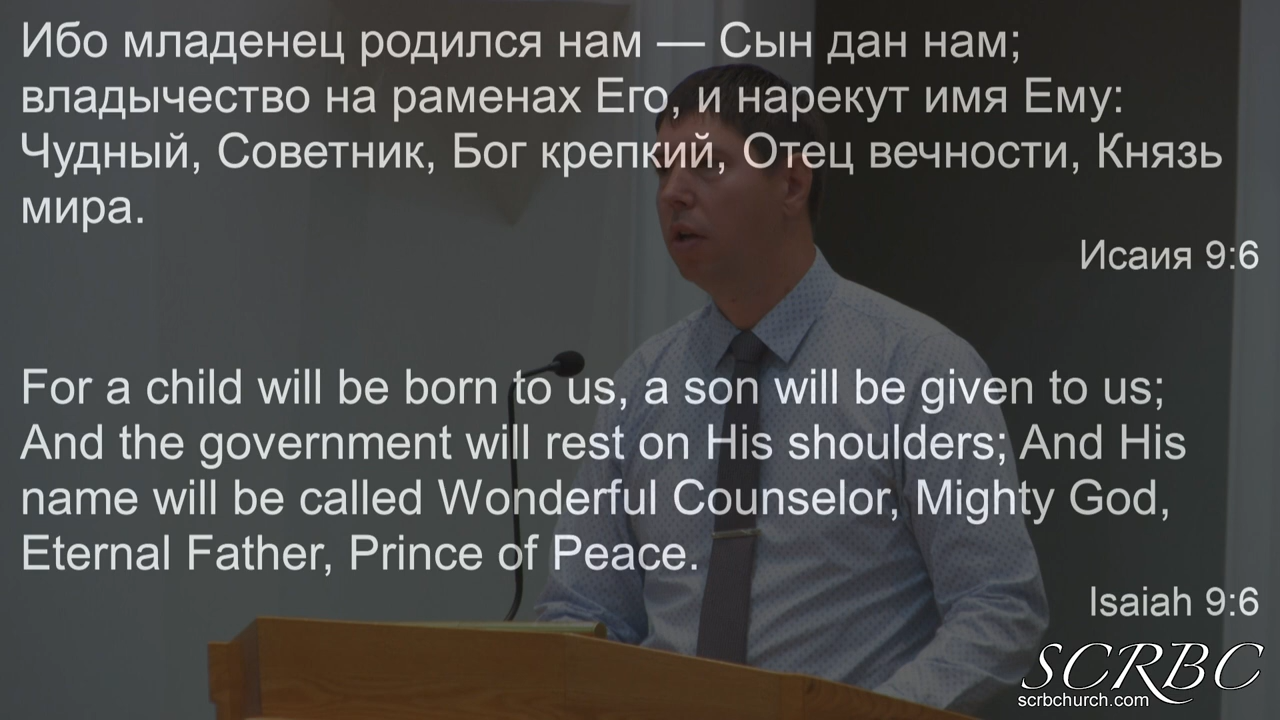 Ибо младенец родился нам — Сын дан нам;
владычество на раменах Его, и нарекут имя Ему:
Чудный, Советник, Бог крепкий, Отец вечности, Князь
мира.
Исаия 9:6
For a child will be born to us, a son will be given to us;
And the government will rest on His shoulders; And His
name will be called Wonderful Counselor, Mighty God,
Eternal Father, Prince of Peace.
Isaiah 9:6
SCRBC
scrbchurch.com